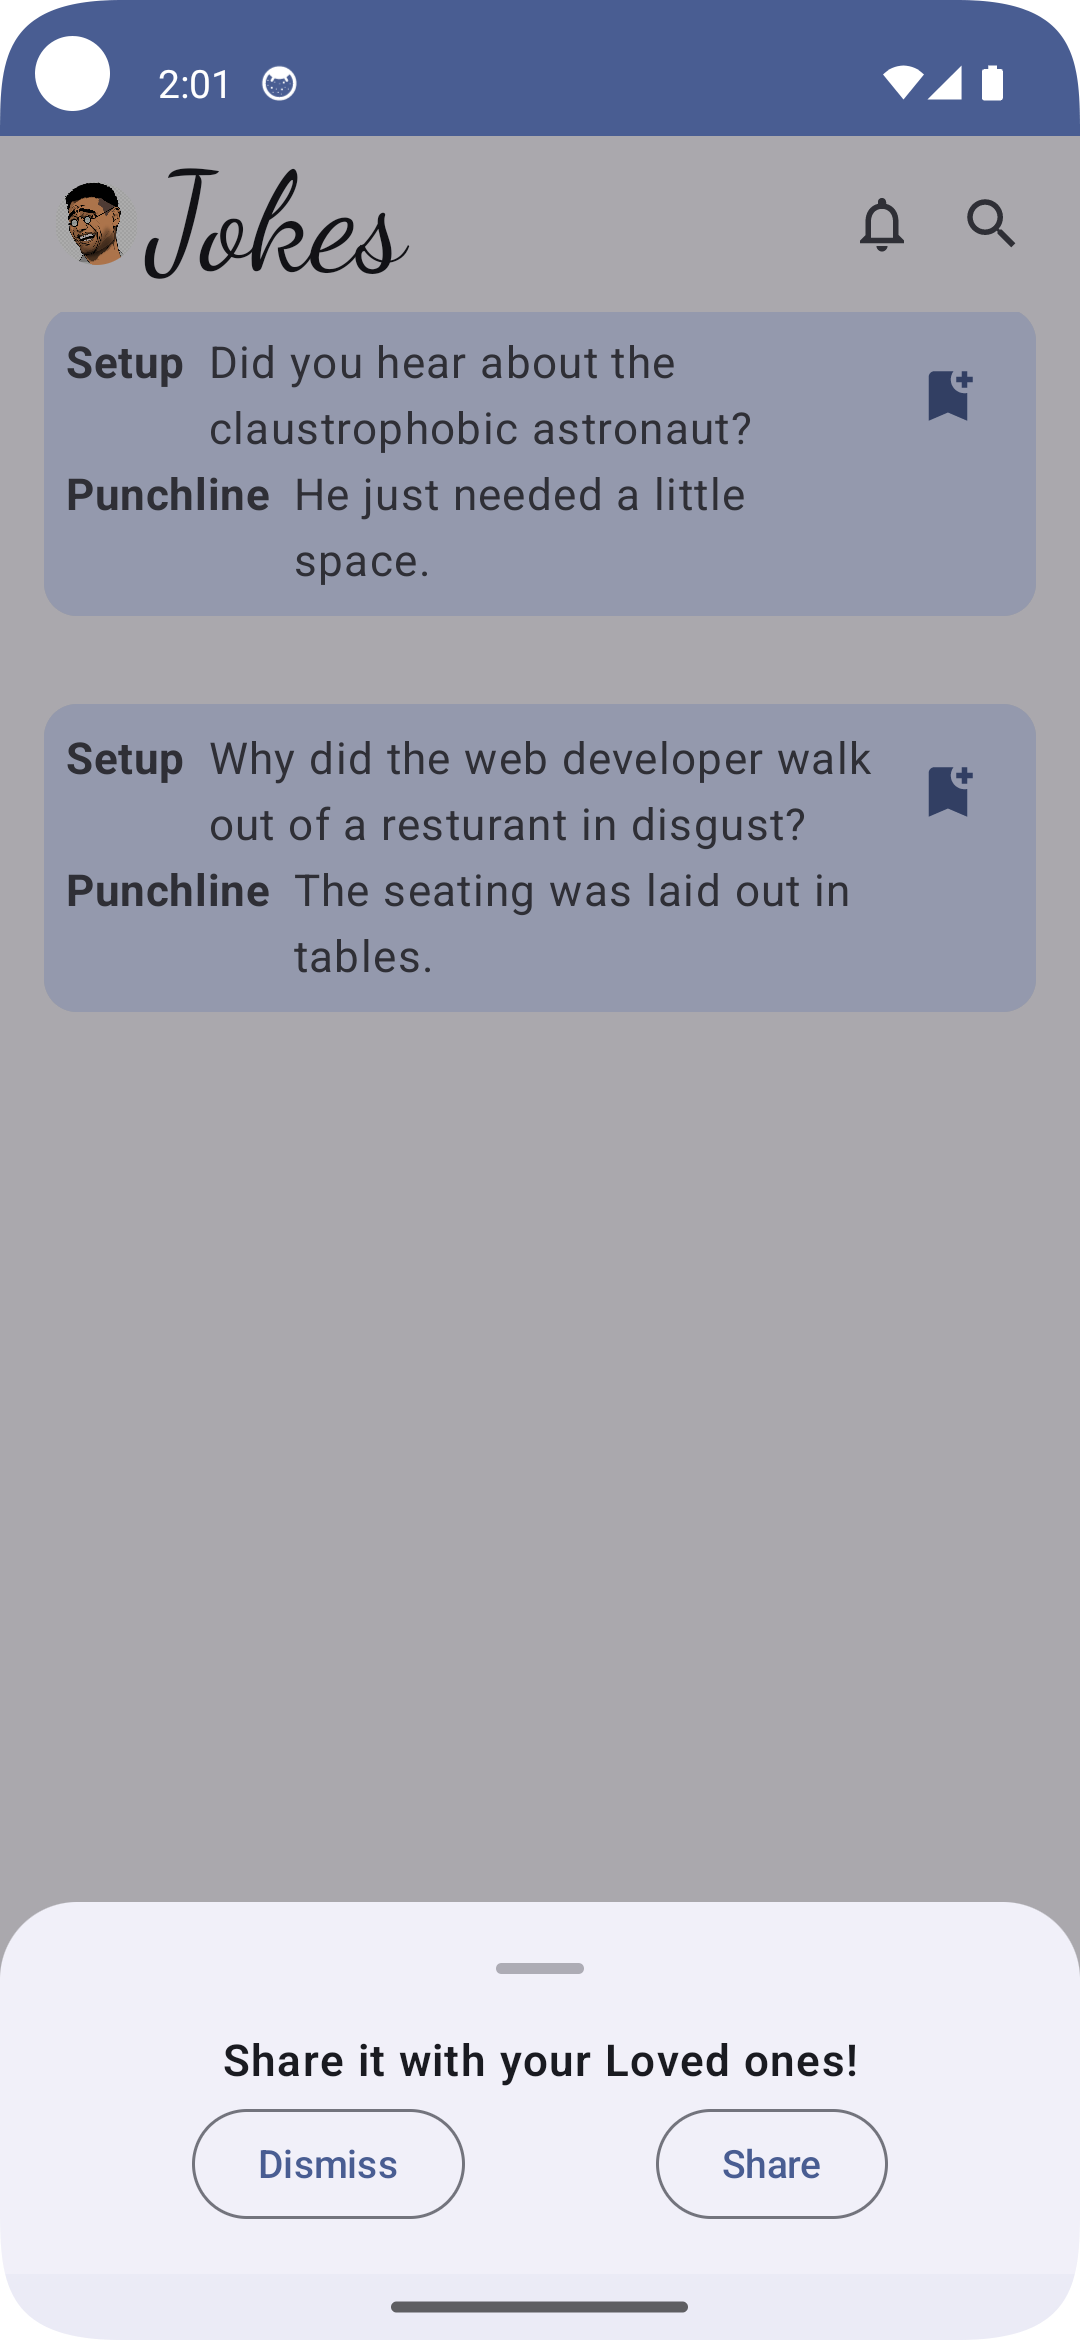 2:01
Jokes
Setup Did you hear about the
claustrophobic astronaut?
Punchline He just needed a little
space.
Setup Why did the web developer walk
out of a resturant in disgust?
Punchline The seating was laid out in
tables.
Share it with your Loved ones!
Dismiss Share